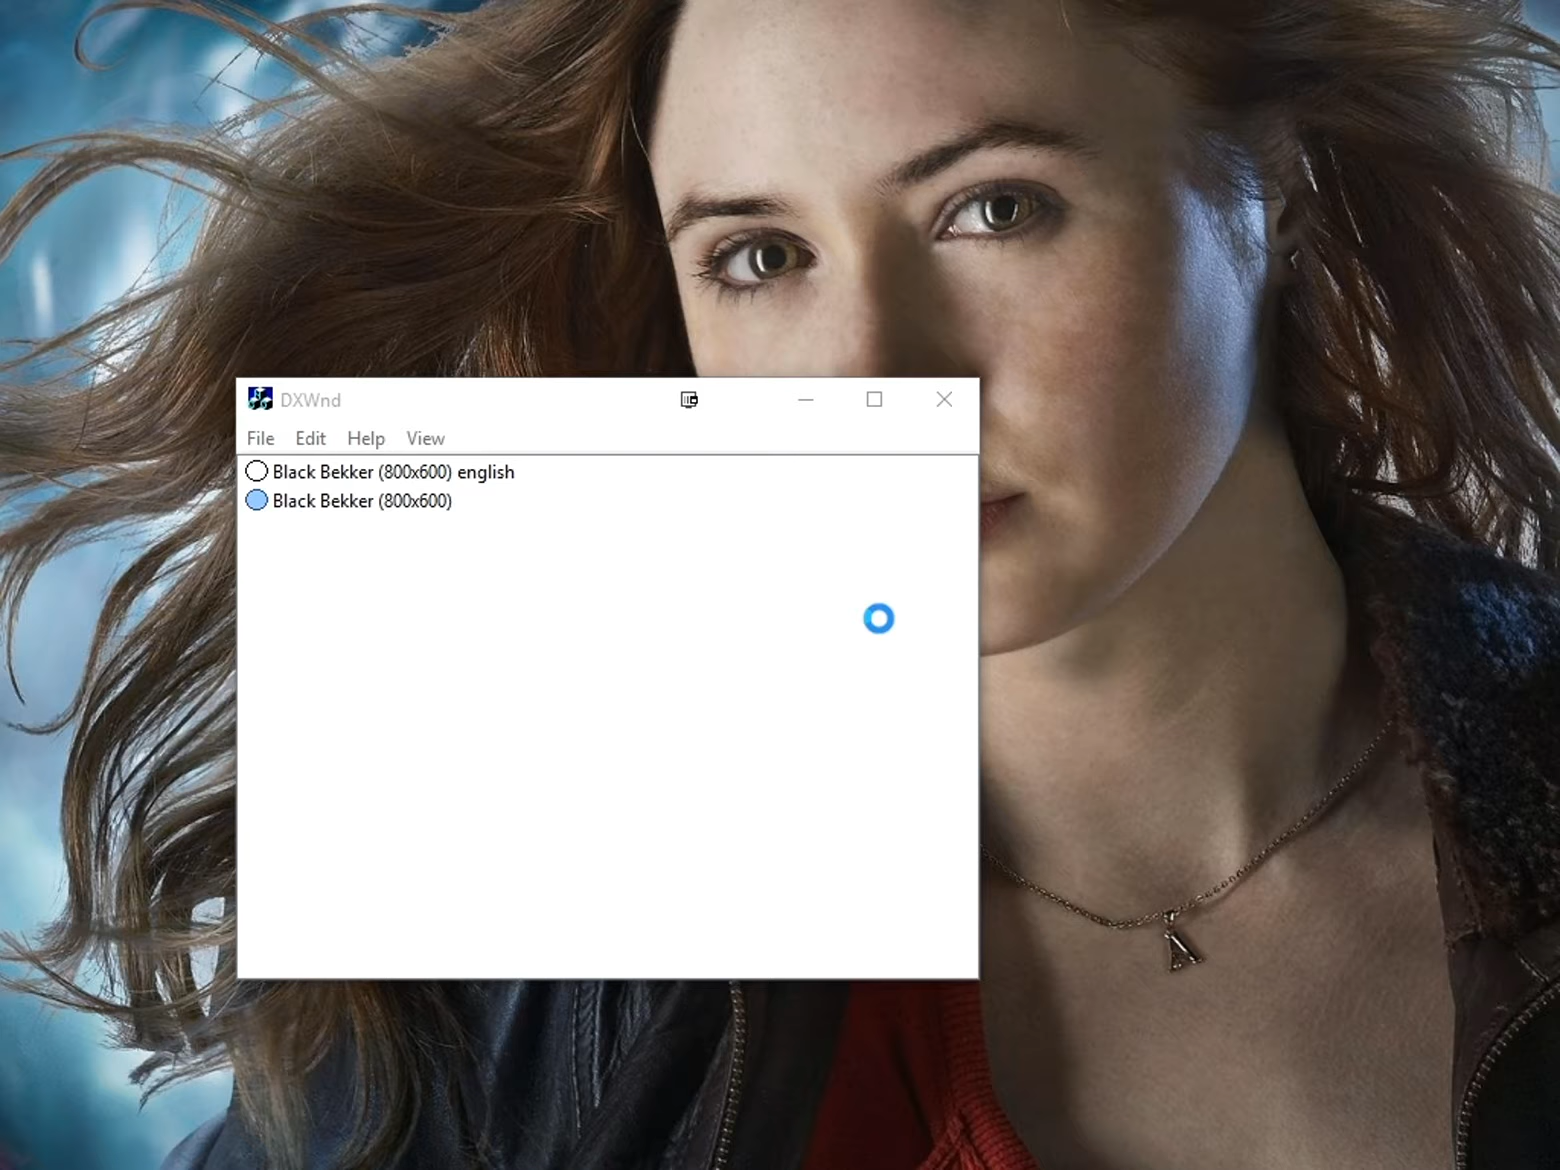 DXWnd
File Edit Help View
Black Bekker (800x600) english
Black Bekker (800x600)